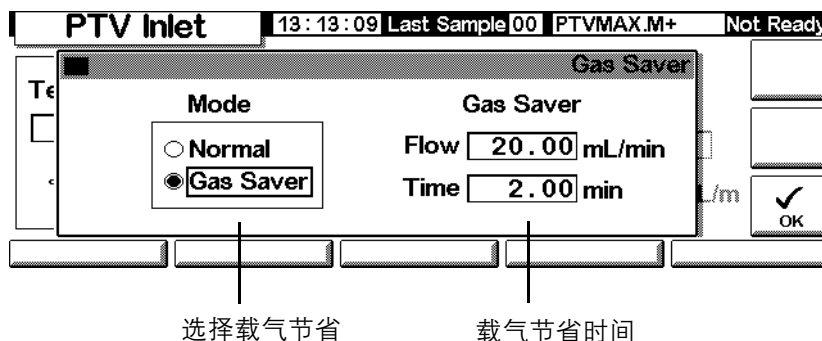 PTV Inlet 13:13:09 Last Sample 00 PTVMAX.M+ Not Ready
Gas Saver
Te
Mode Gas Saver
Normal Flow 20.00 mL/min
Gas Saver Time 2.00 min
L/m
OK
选择载气节省 载气节省时间